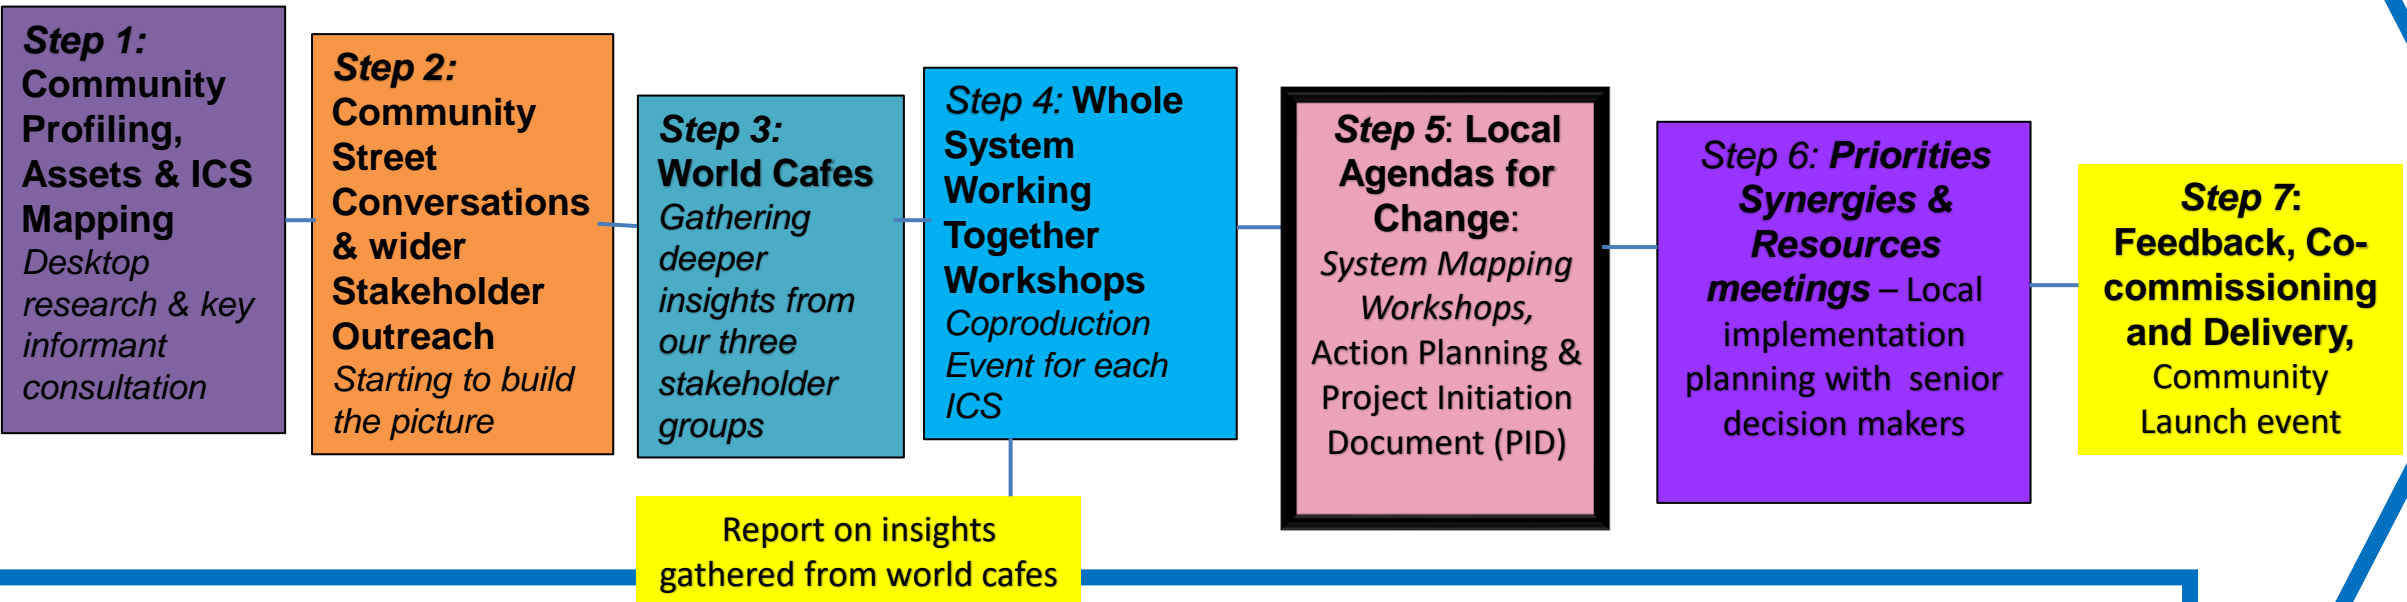 Step 1:
Community
Profiling,
Assets & ICS
Mapping
Desktop
research & key
informant
consultation
Step 2:
Community
Street
Conversations
& wider
Stakeholder
Outreach
Starting to build
the picture
Step 3:
World Cafes
Gathering
deeper
insights from
our three
stakeholder
groups
Step 4: Whole
System
Working
Together
Workshops
Coproduction
Event for each
ICS
Report on insights
gathered from world cafes
Step 5: Local
Agendas for
Change:
System Mapping
Workshops,
Action Planning &
Project Initiation
Document (PID)
Step 6: Priorities
Synergies &
Resources
meetings – Local
implementation
planning with senior
decision makers
Step 7:
Feedback, Co-
commissioning
and Delivery,
Community
Launch event